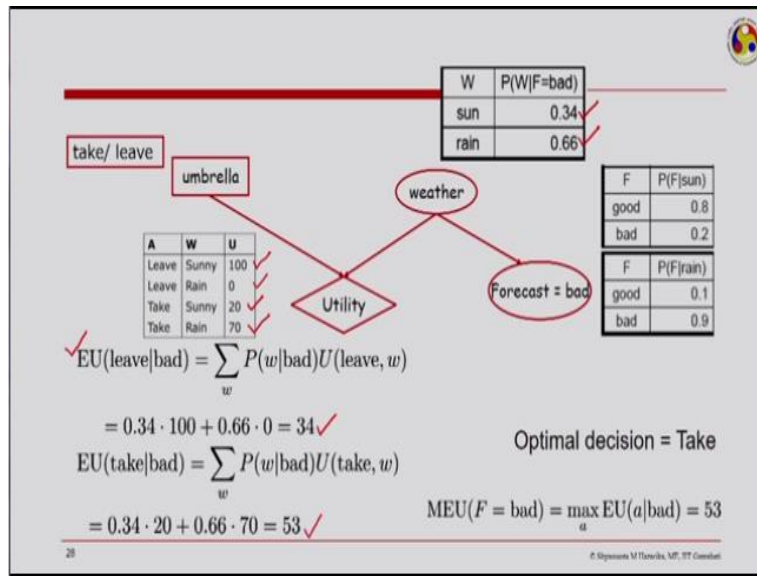 W P(W|F=bad)
sun 0.34
rain 0.66
take/ leave
umbrella
weather
F P(F|sun)
good 0.8
bad 0.2
A W U
Leave Sunny 100
Leave Rain 0
Take Sunny 20
Take Rain 70
Utility
Forecast = bad
F P(F|rain)
good 0.1
bad 0.9
EU(leave|bad) = ∑_w P(w|bad)U(leave, w)
= 0.34 · 100 + 0.66 · 0 = 34
EU(take|bad) = ∑_w P(w|bad)U(take, w)
= 0.34 · 20 + 0.66 · 70 = 53
Optimal decision = Take
MEU(F = bad) = max_a EU(a|bad) = 53
28